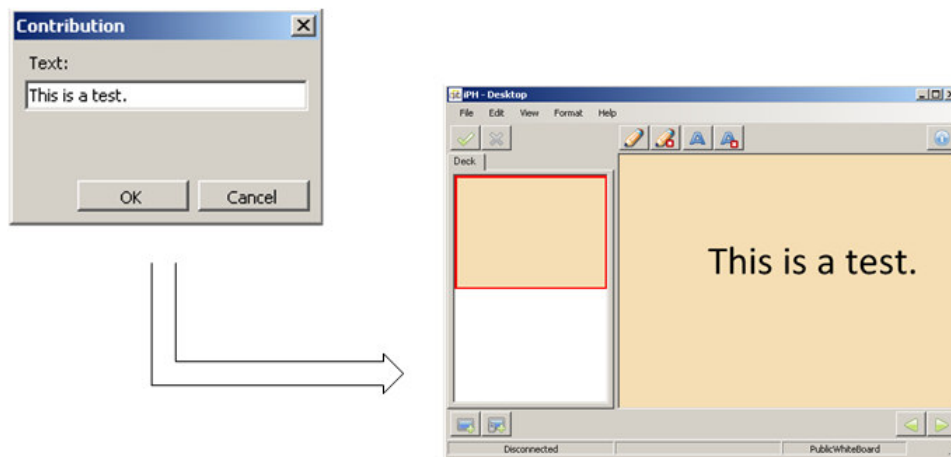 Contribution
Text:
This is a test.
OK Cancel
iPH - Desktop
File Edit View Format Help
Deck
This is a test.
Disconnected PublicWhiteBoard